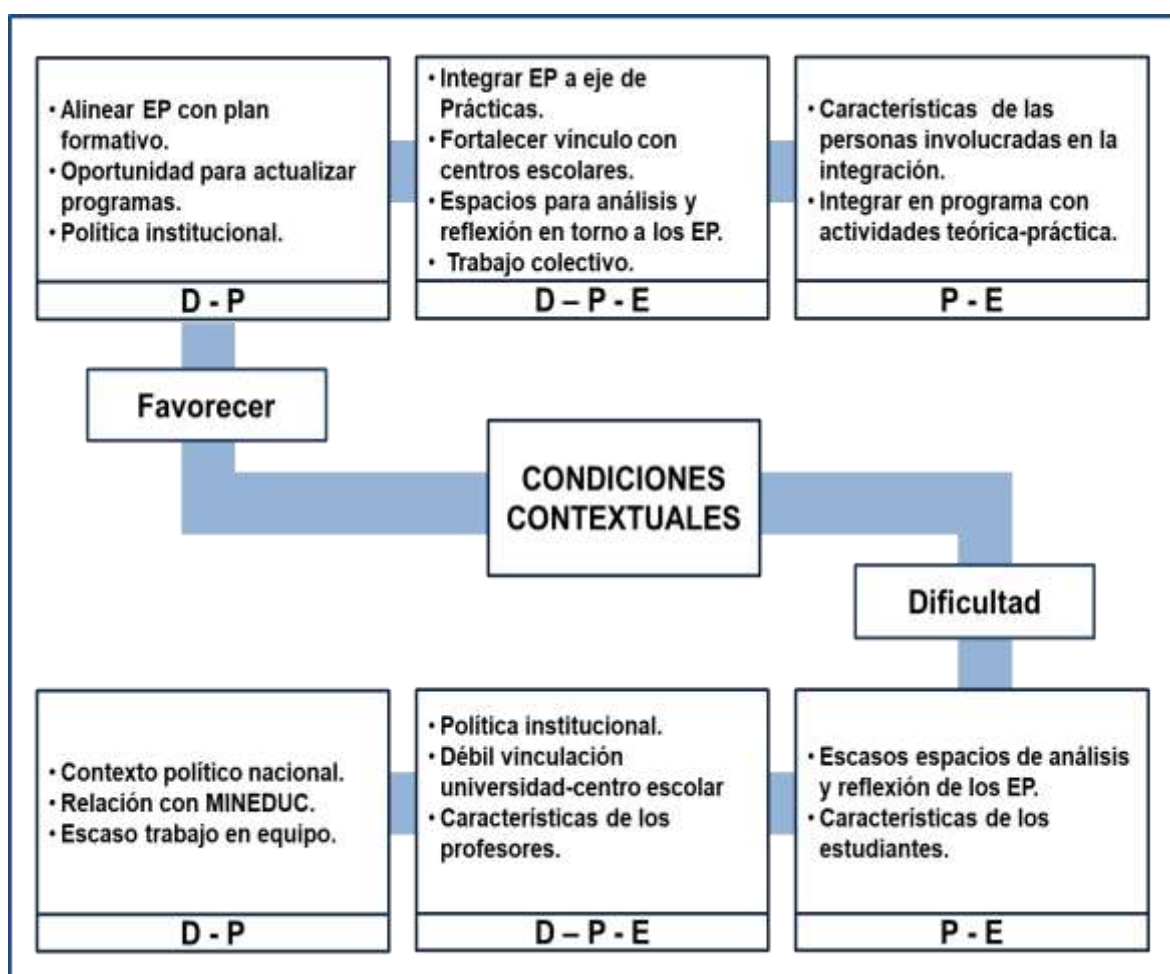 • Alinear EP con plan
formativo.
• Oportunidad para actualizar
programas.
• Política institucional.
D - P
• Integrar EP a eje de
Prácticas.
• Fortalecer vínculo con
centros escolares.
• Espacios para análisis y
reflexión en torno a los EP.
• Trabajo colectivo.
D – P - E
• Características de las
personas involucradas en la
integración.
• Integrar en programa con
actividades teórica-práctica.
P - E
Favorecer
CONDICIONES
CONTEXTUALES
Dificultad
• Contexto político nacional.
• Relación con MINEDUC.
• Escaso trabajo en equipo.
D - P
• Política institucional.
• Débil vinculación
universidad-centro escolar
• Características de los
profesores.
D – P - E
• Escasos espacios de análisis
y reflexión de los EP.
• Características de los
estudiantes.
P - E